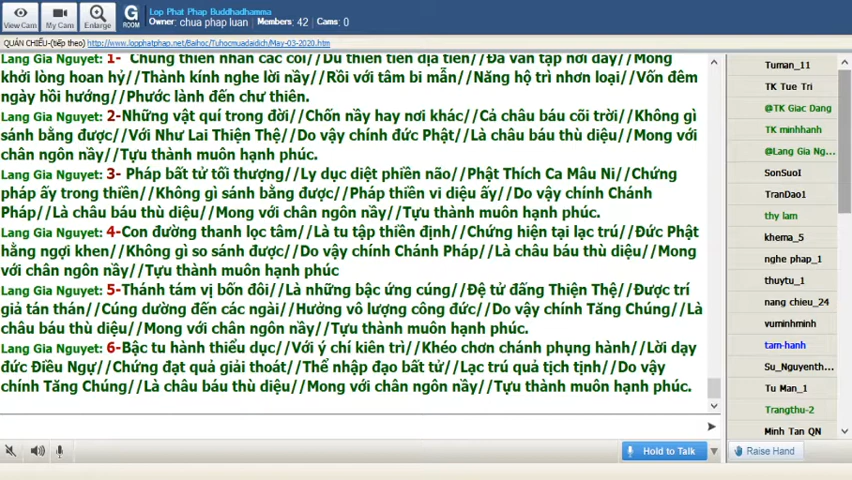 Lop Phat Phap Buddhadhamma
Owner: chua phap luan  Members: 42  Cams: 0
View Cam
My Cam
Enlarge
G
ROOM
QUÁN CHIẾU-(tiếp theo) http://www.lopphatphap.net/Baihoc/Tuhocmuadaidich/May-03-2020.htm
Lang Gia Nguyet: 1- Chúng thiên nhân các cõi//Dù thiên tiên địa tiên//Đã vân tập nơi đây//Mong
khởi lòng hoan hỷ//Thành kính nghe lời nầy//Rồi với tâm bi mẫn//Năng hộ trì nhơn loại//Vốn đêm
ngày hồi hướng//Phước lành đến chư thiên.
Lang Gia Nguyet: 2-Những vật quí trong đời//Chốn nầy hay nơi khác//Cả châu báu cõi trời//Không gì
sánh bằng được//Với Như Lai Thiện Thệ//Do vậy chính đức Phật//Là châu báu thù diệu//Mong với
chân ngôn nầy//Tựu thành muôn hạnh phúc.
Lang Gia Nguyet: 3- Pháp bất tử tối thượng//Ly dục diệt phiền não//Phật Thích Ca Mâu Ni//Chứng
pháp ấy trong thiền//Không gì sánh bằng được//Pháp thiền vi diệu ấy//Do vậy chính Chánh
Pháp//Là châu báu thù diệu//Mong với chân ngôn nầy//Tựu thành muôn hạnh phúc.
Lang Gia Nguyet: 4-Con đường thanh lọc tâm//Là tu tập thiền định//Chứng hiện tại lạc trú//Đức Phật
hằng ngợi khen//Không gì so sánh được//Do vậy chính Chánh Pháp//Là châu báu thù diệu//Mong
với chân ngôn nầy//Tựu thành muôn hạnh phúc
Lang Gia Nguyet: 5-Thánh tám vị bốn đôi//Là những bậc ứng cúng//Đệ tử đấng Thiện Thệ//Được trí
giả tán thán//Cúng dường đến các ngài//Hưởng vô lượng công đức//Do vậy chính Tăng Chúng//Là
châu báu thù diệu//Mong với chân ngôn nầy//Tựu thành muôn hạnh phúc.
Lang Gia Nguyet: 6-Bậc tu hành thiểu dục//Với ý chí kiên trì//Khéo chơn chánh phụng hành//Lời dạy
đức Điều Ngự//Chứng đạt quả giải thoát//Thể nhập đạo bất tử//Lạc trú quả tịch tịnh//Do vậy
chính Tăng Chúng//Là châu báu thù diệu//Mong với chân ngôn nầy//Tựu thành muôn hạnh phúc.
Tuman_11
TK Tue Tri
@TK Giac Dang
TK minhhanh
@Lang Gia Ng...
SonSuoI
TranDao1
thy lam
khema_5
nghe phap_1
thuytu_1
nang chieu_24
vuminhminh
tam-hanh
Su_Nguyenth...
Tu Man_1
Trangthu-2
Minh Tan QN
Hold to Talk
Raise Hand